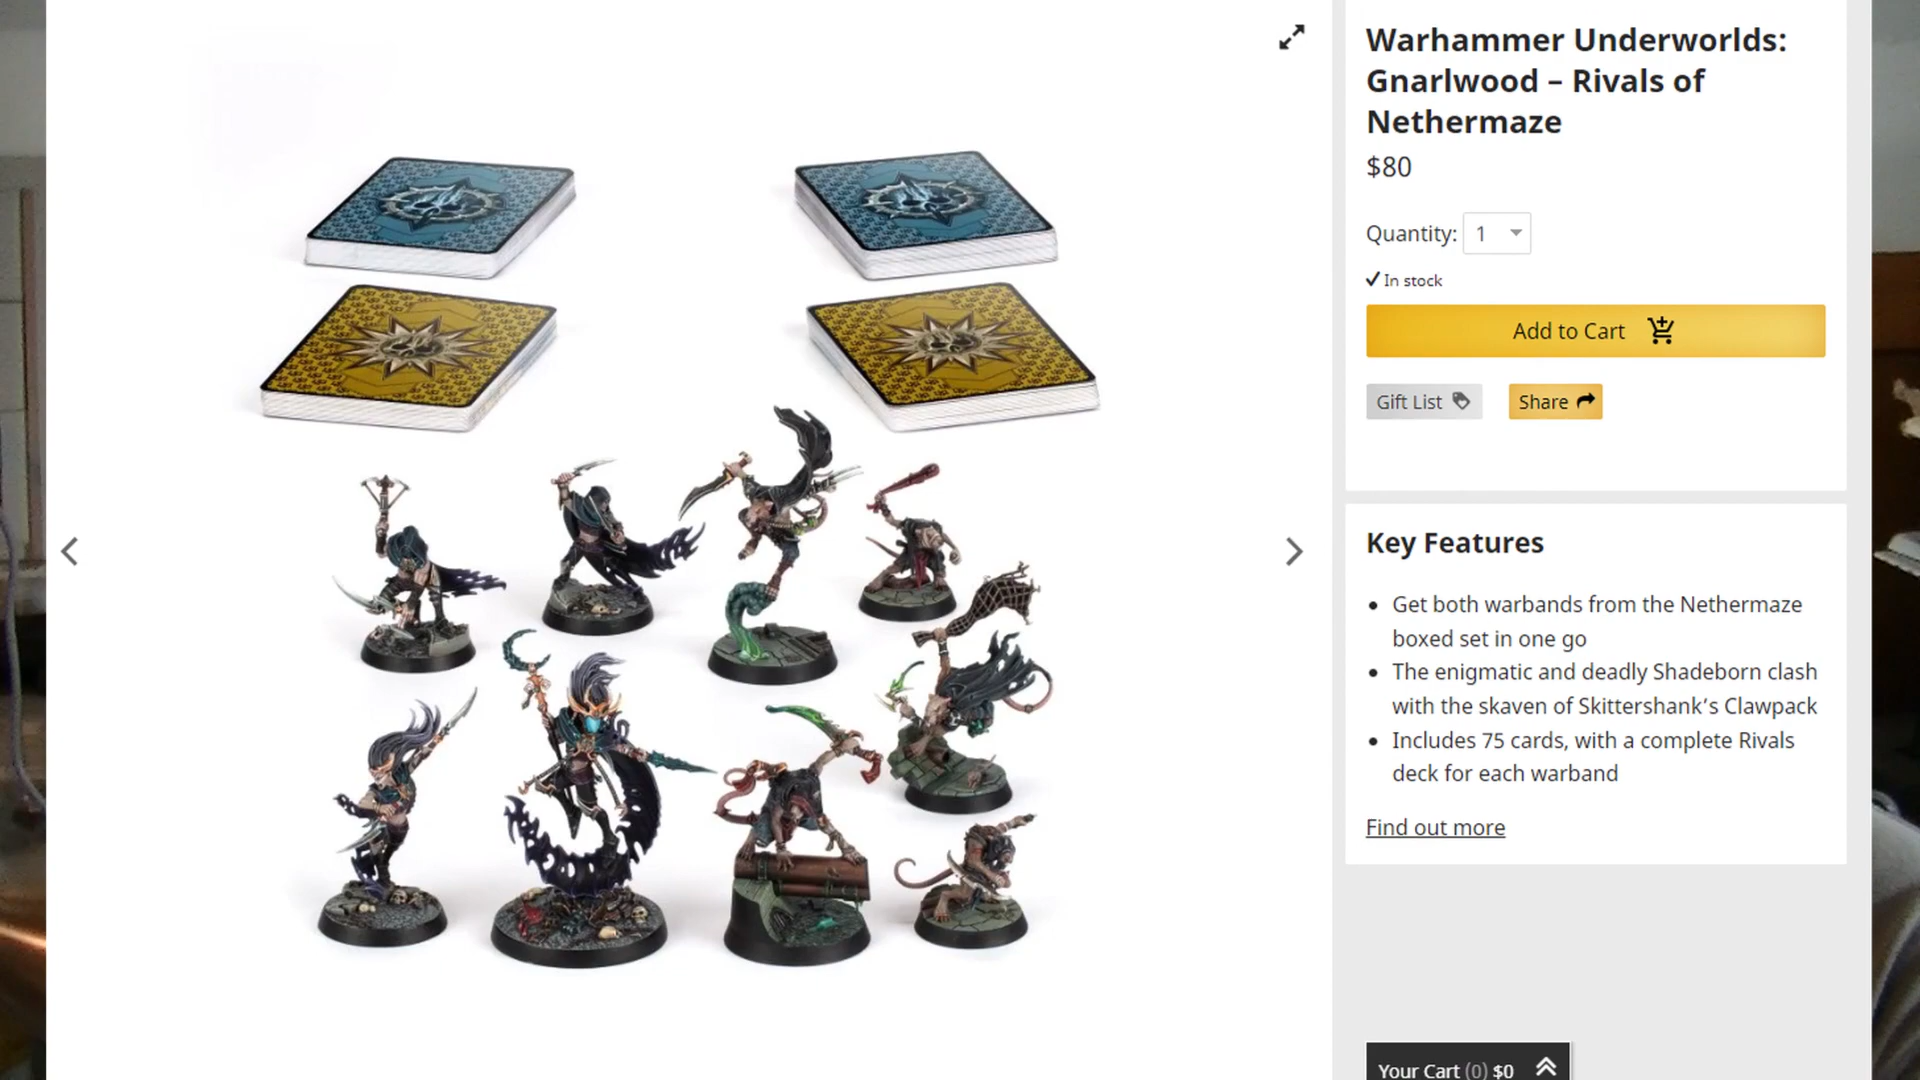 Warhammer Underworlds:
Gnarlwood – Rivals of
Nethermaze
$80
Quantity: 1
In stock
Add to Cart
Gift List
Share
Key Features
Get both warbands from the Nethermaze
boxed set in one go
The enigmatic and deadly Shadeborn clash
with the skaven of Skittershank’s Clawpack
Includes 75 cards, with a complete Rivals
deck for each warband
Find out more
Your Cart (0) $0